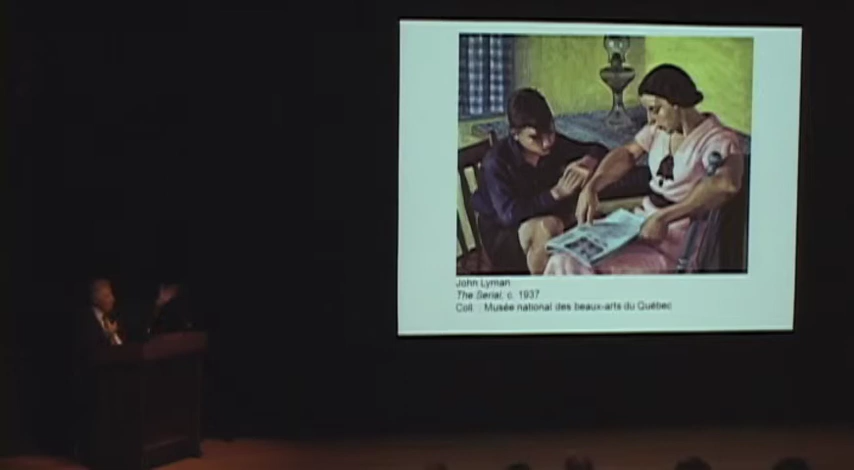 John Lyman
The Serial, c. 1937
Coll. : Musée national des beaux-arts du Québec